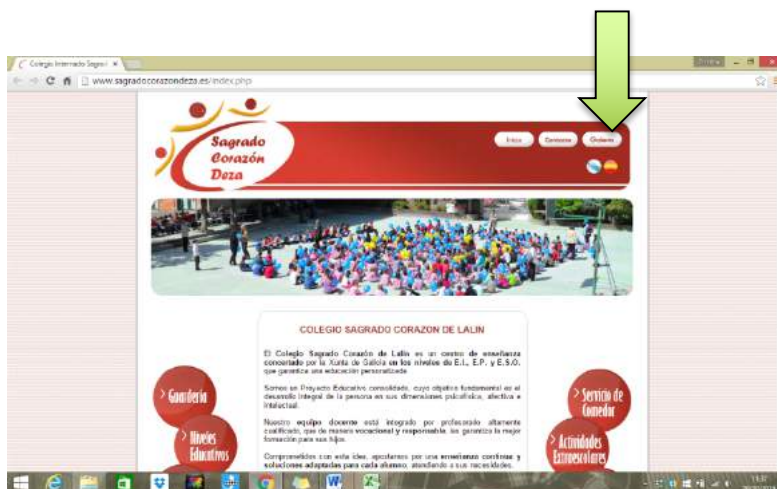 Colegio Internado Sagra
www.sagradocorazondeza.es/index.php
Sagrado
Corazón
Deza
Inicio
Contacto
COLEGIO SAGRADO CORAZON DE LALIN
El Colegio Sagrado Corazón de Lalín es un centro de enseñanza
concertado por la Xunta de Galicia en los niveles de E.I., E.P. y E.S.O.
que garantiza una educación personalizada
Somos un Proyecto Educativo consolidado, cuyo objetivo fundamental es el
desarrollo integral de la persona en sus dimensiones psicofísica, afectiva e
intelectual.
Nuestro equipo docente está integrado por profesorado altamente
cualificado, que de manera vocacional y responsable, les garantiza la mejor
formación para sus hijos.
Comprometidos con esta idea, apostamos por una enseñanza continua y
soluciones adaptadas para cada alumno, atendiendo a sus necesidades.
> Guardería
> Niveles
Educativos
> Servicio de
Comedor
> Actividades
Extraescolares